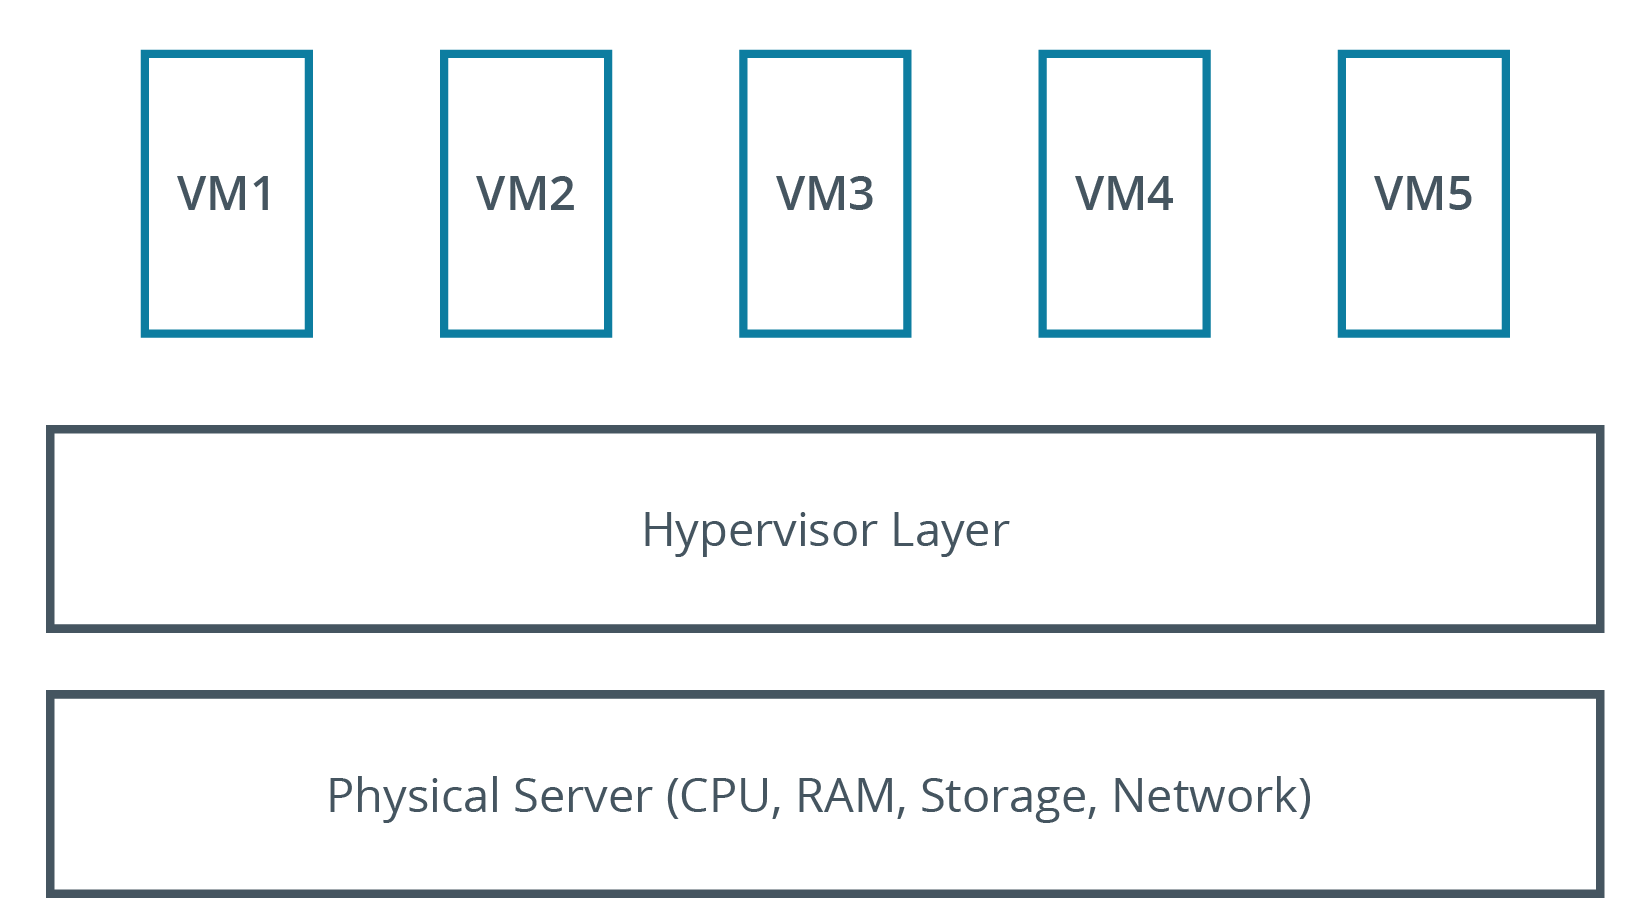 VM1
VM2
VM3
VM4
VM5
Hypervisor Layer
Physical Server (CPU, RAM, Storage, Network)